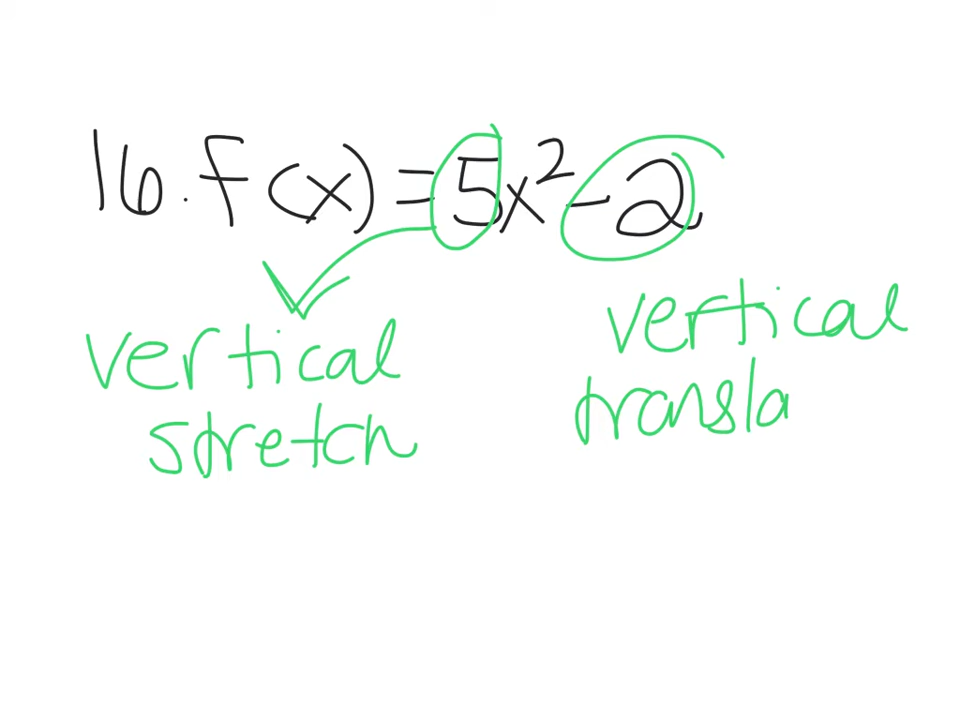 16. f(x) = 5x² - 2
vertical
stretch
vertical
transla